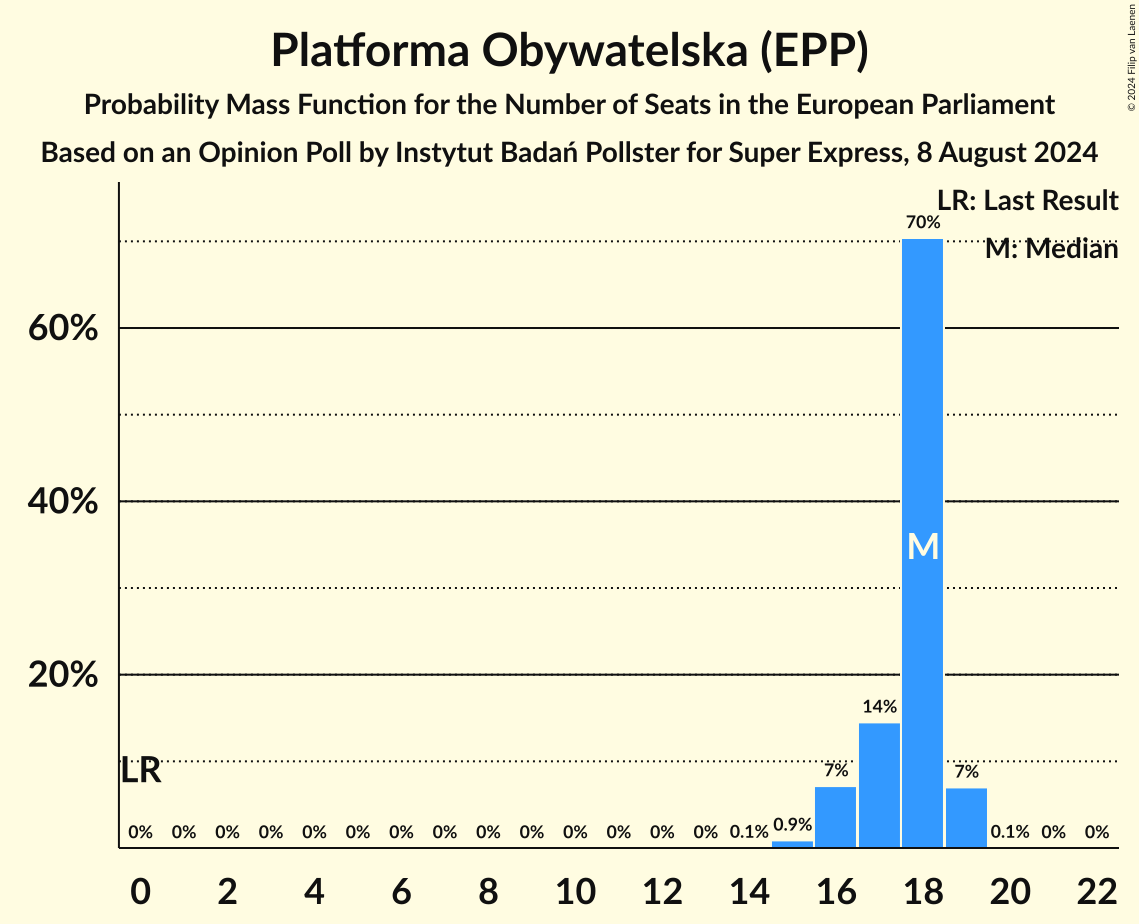 Platforma Obywatelska (EPP)
Probability Mass Function for the Number of Seats in the European Parliament
Based on an Opinion Poll by Instytut Badań Pollster for Super Express, 8 August 2024
© 2024 Filip van Laenen
LR: Last Result
M: Median
70%
60%
40%
M
20%
14%
LR
7%
7%
0% 0% 0% 0% 0% 0% 0% 0% 0% 0% 0% 0% 0% 0% 0.1% 0.9% 0.1% 0% 0%
0 2 4 6 8 10 12 14 16 18 20 22